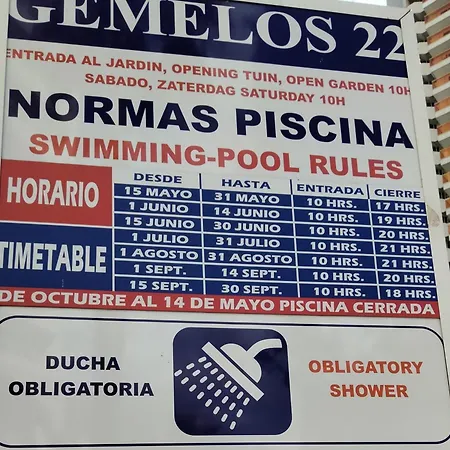 GEMELOS 22
ENTRADA AL JARDIN, OPENING TUIN, OPEN GARDEN 10H
SABADO, ZATERDAG SATURDAY 10H
NORMAS PISCINA
SWIMMING-POOL RULES
HORARIO
TIMETABLE
DESDE HASTA ENTRADA CIERRE
15 MAYO 31 MAYO 10 HRS. 17 HRS.
1 JUNIO 14 JUNIO 10 HRS. 19 HRS.
15 JUNIO 30 JUNIO 10 HRS. 20 HRS.
1 JULIO 31 JULIO 10 HRS. 21 HRS.
1 AGOSTO 31 AGOSTO 10 HRS. 21 HRS.
1 SEPT. 14 SEPT. 10 HRS. 20 HRS.
15 SEPT. 30 SEPT. 10 HRS. 18 HRS.
DE OCTUBRE AL 14 DE MAYO PISCINA CERRADA
DUCHA
OBLIGATORIA
OBLIGATORY
SHOWER